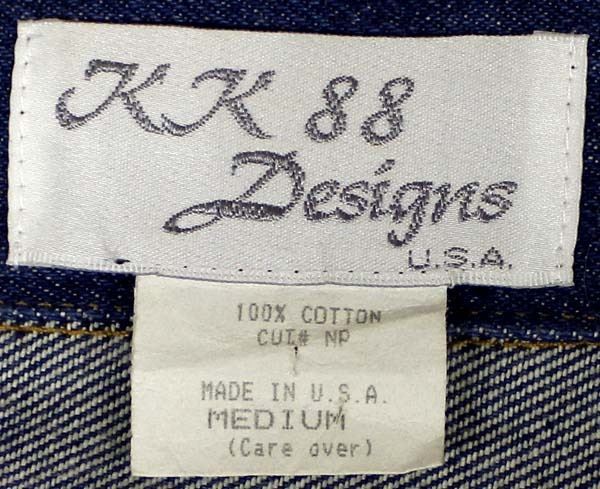 KK 88
Designs
U.S.A.
100% COTTON
CUT# NP
MADE IN U.S.A.
MEDIUM
(Care over)